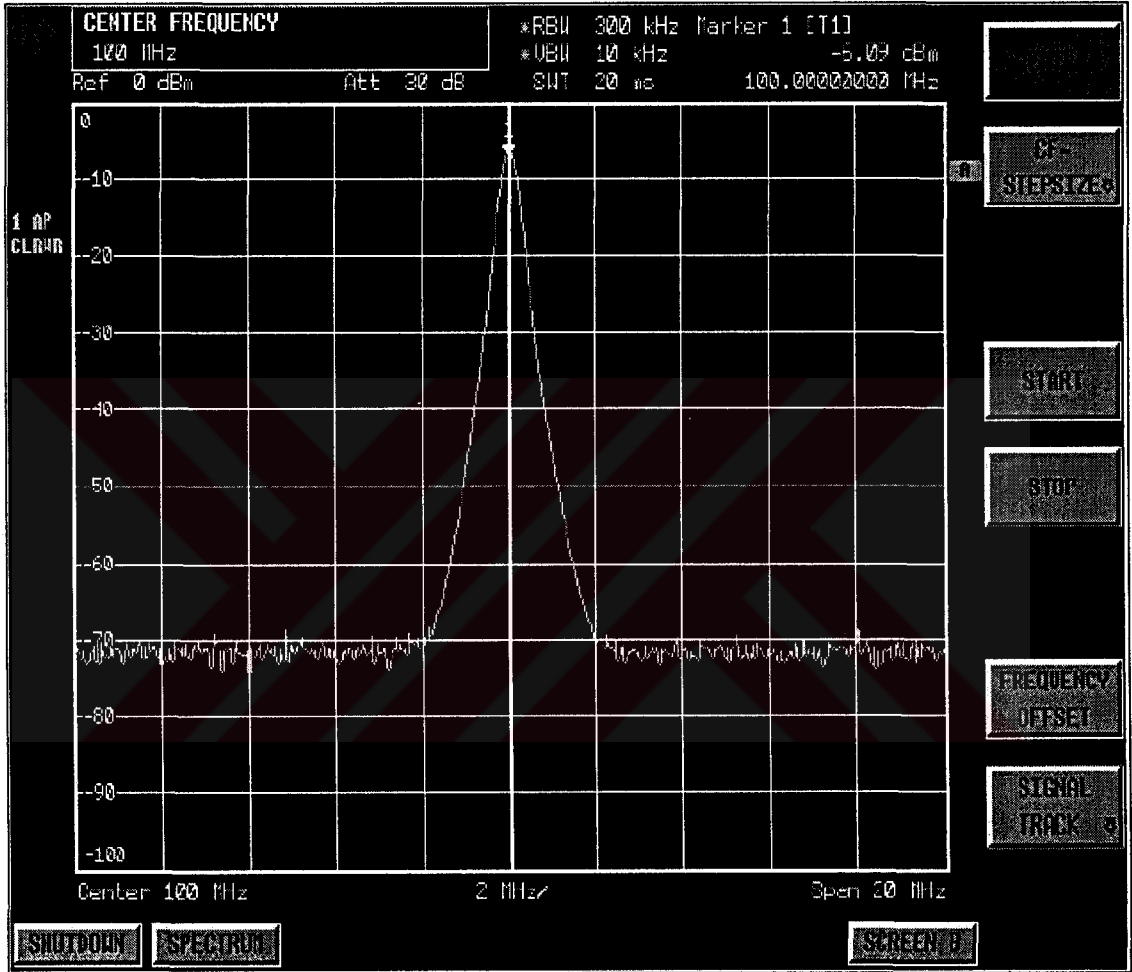 CENTER FREQUENCY
100 MHz
*RBW 300 kHz Marker 1 [T1]
*VBW 10 kHz -6.09 dBm
Ref 0 dBm Att 30 dB SWT 20 ms 100.00000000 MHz
0
-10
-20
-30
-40
-50
-60
-70
-80
-90
-100
1 AP
CLRWR
A
CF-
STEPSIZE
START
STOP
FREQUENCY
OFFSET
SIGNAL
TRACK
Center 100 MHz 2 MHz/ Span 20 MHz
SHUTDOWN SPECTRUM SCREEN B